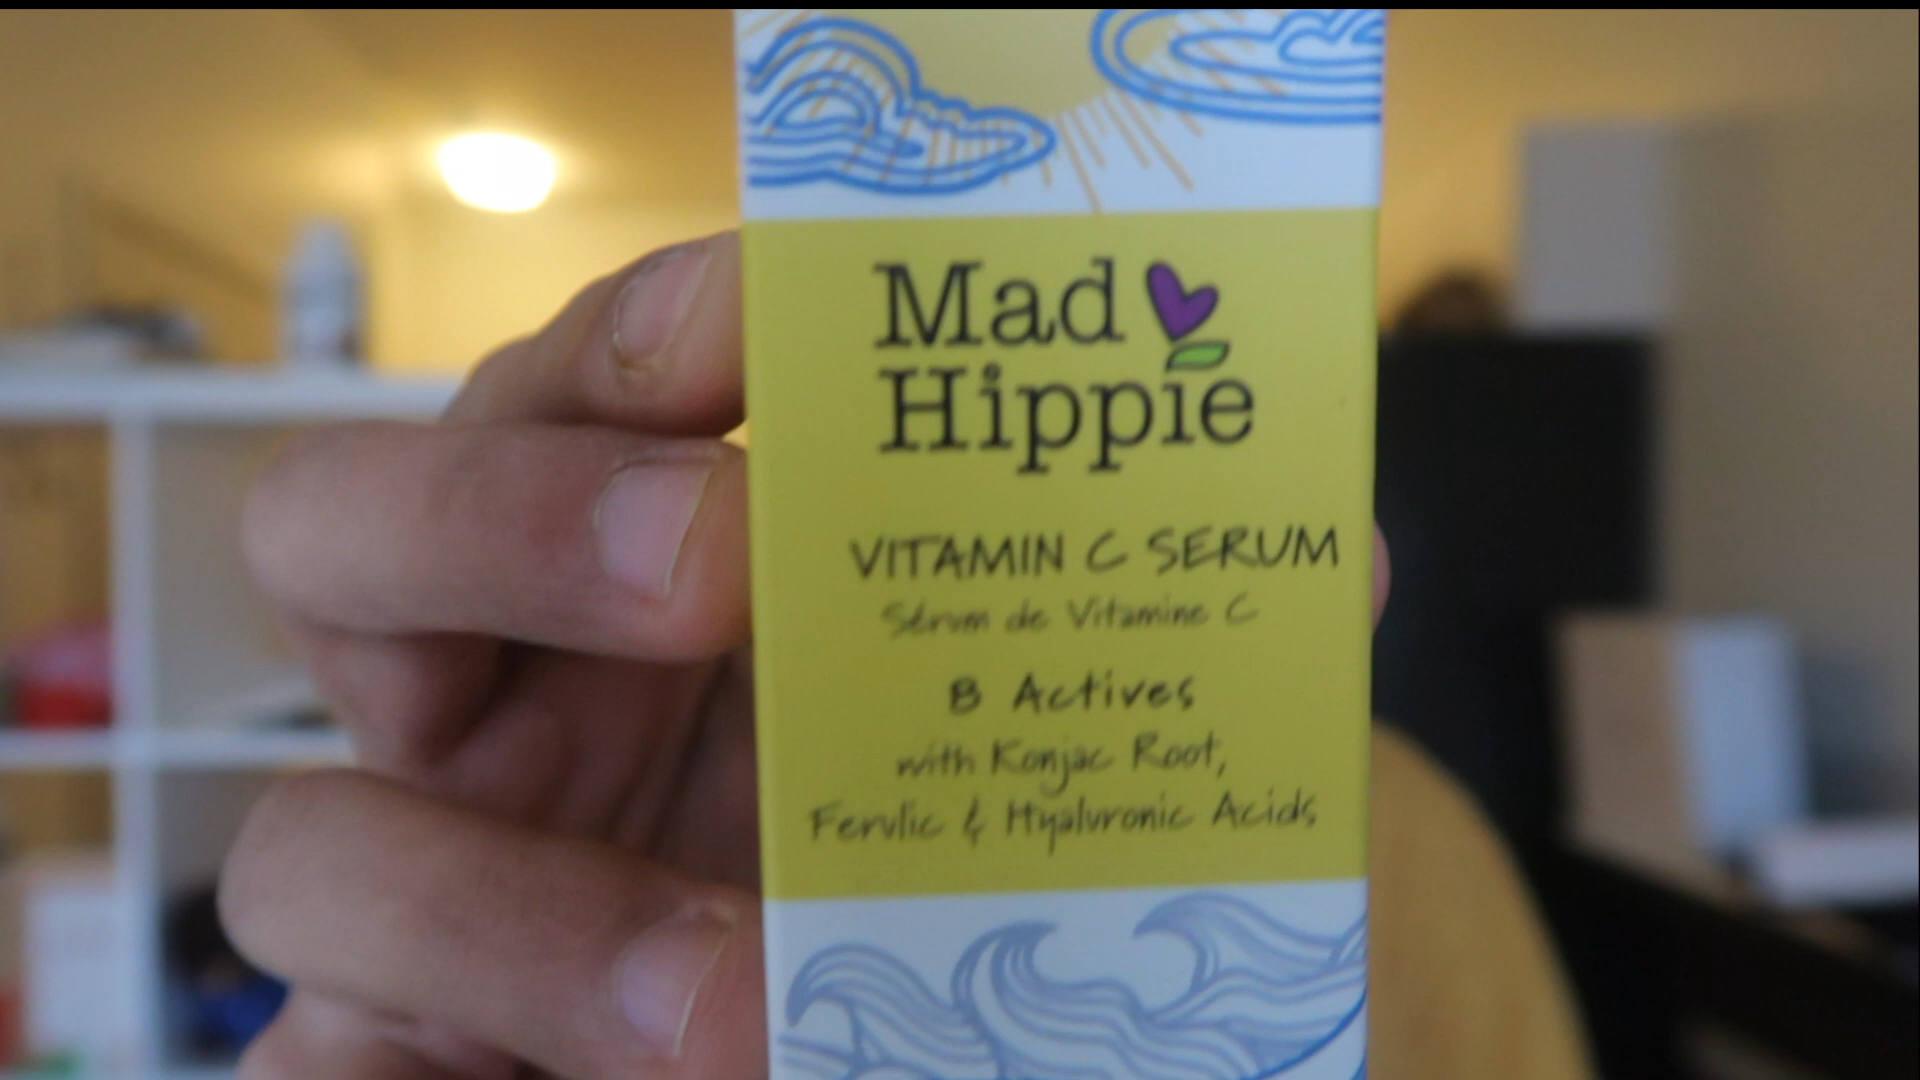 Mad
Hippie
VITAMIN C SERUM
Sérum de Vitamine C
8 Actives
with Konjac Root,
Ferulic & Hyaluronic Acids